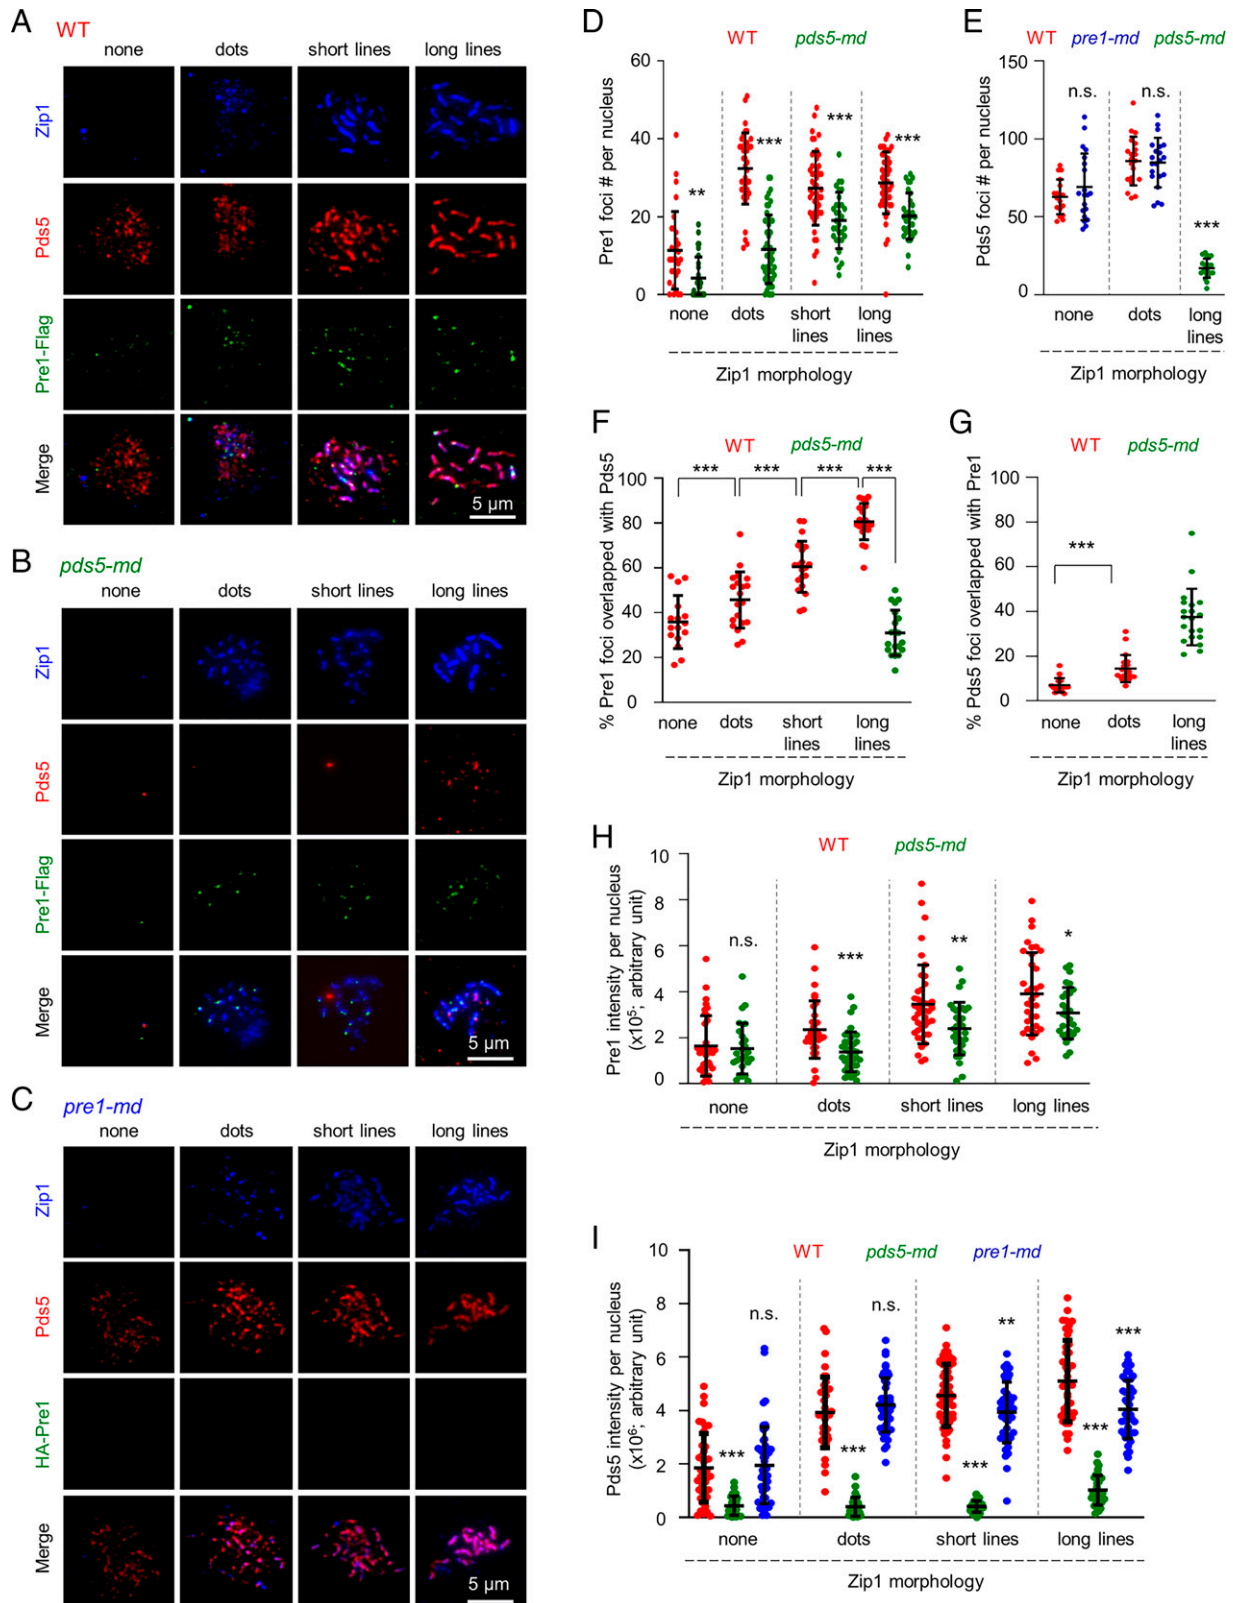 A
WT
none dots short lines long lines
Zip1
Pds5
Pre1-Flag
Merge
5 µm
B
pds5-md
none dots short lines long lines
Zip1
Pds5
Pre1-Flag
Merge
5 µm
C
pre1-md
none dots short lines long lines
Zip1
Pds5
HA-Pre1
Merge
5 µm
D
WT pds5-md
Pre1 foci # per nucleus
60
40
20
0
** *** *** ***
none dots short lines long lines
Zip1 morphology
E
WT pre1-md pds5-md
Pds5 foci # per nucleus
150
100
50
0
n.s. n.s. ***
none dots long lines
Zip1 morphology
F
WT pds5-md
% Pre1 foci overlapped with Pds5
100
80
60
40
20
0
*** *** *** ***
none dots short lines long lines
Zip1 morphology
G
WT pds5-md
% Pds5 foci overlapped with Pre1
100
80
60
40
20
0
***
none dots long lines
Zip1 morphology
H
WT pds5-md
Pre1 intensity per nucleus
(x10⁵; arbitrary unit)
10
8
6
4
2
0
n.s. *** ** *
none dots short lines long lines
Zip1 morphology
I
WT pds5-md pre1-md
Pds5 intensity per nucleus
(x10⁶; arbitrary unit)
10
8
6
4
2
0
*** n.s. *** n.s. *** ** *** ***
none dots short lines long lines
Zip1 morphology